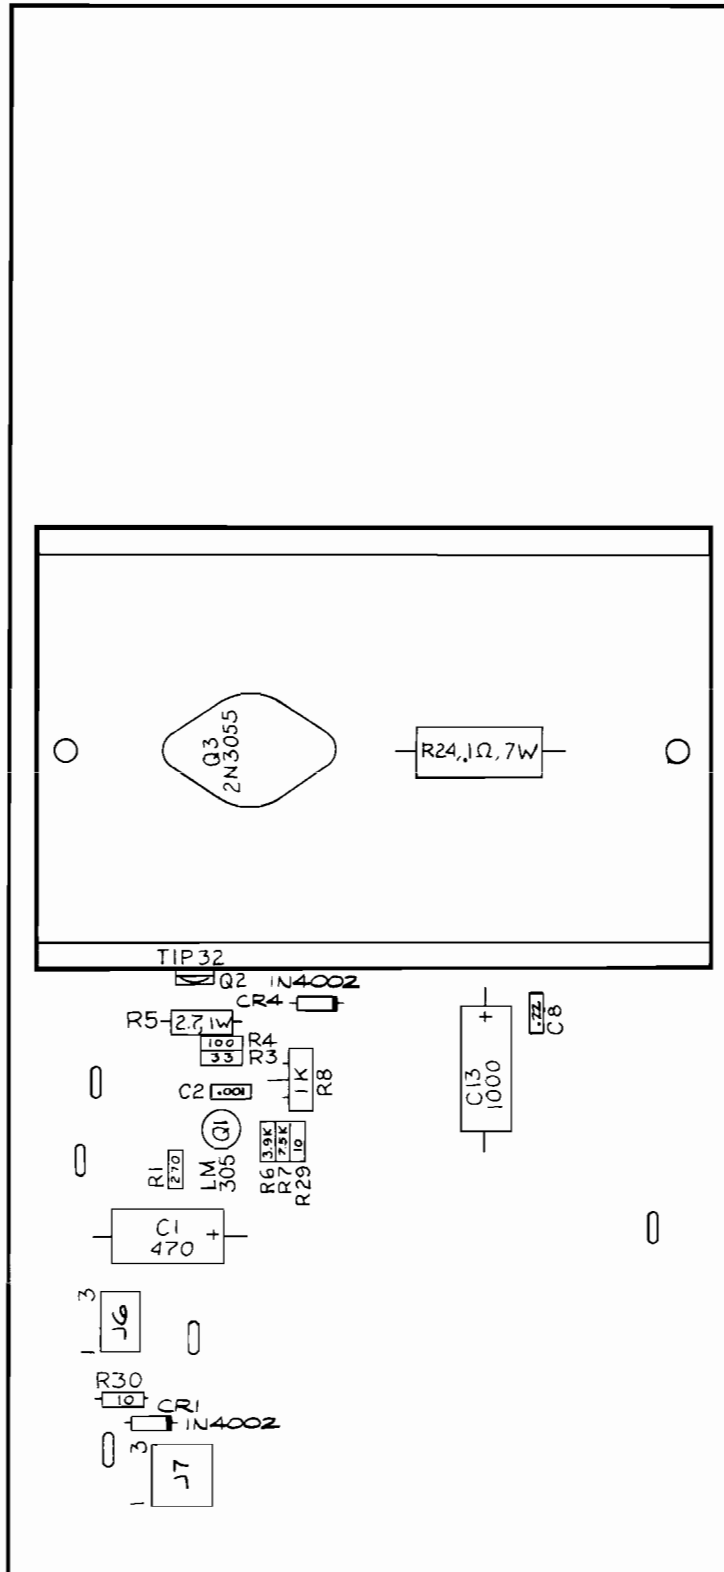 Q3
2N3055
R24,.1Ω,7W
TIP32
Q2
1N4002
CR4
R5
2.7,1W
100
R4
33
R3
C2
.001
1K
R8
+
C13
1000
.22
C8
Q1
LM
305
R1
270
3.9K
7.5K
10
R6
R7
R29
C1
470
+
3
1
J6
R30
10
CR1
1N4002
3
1
J7